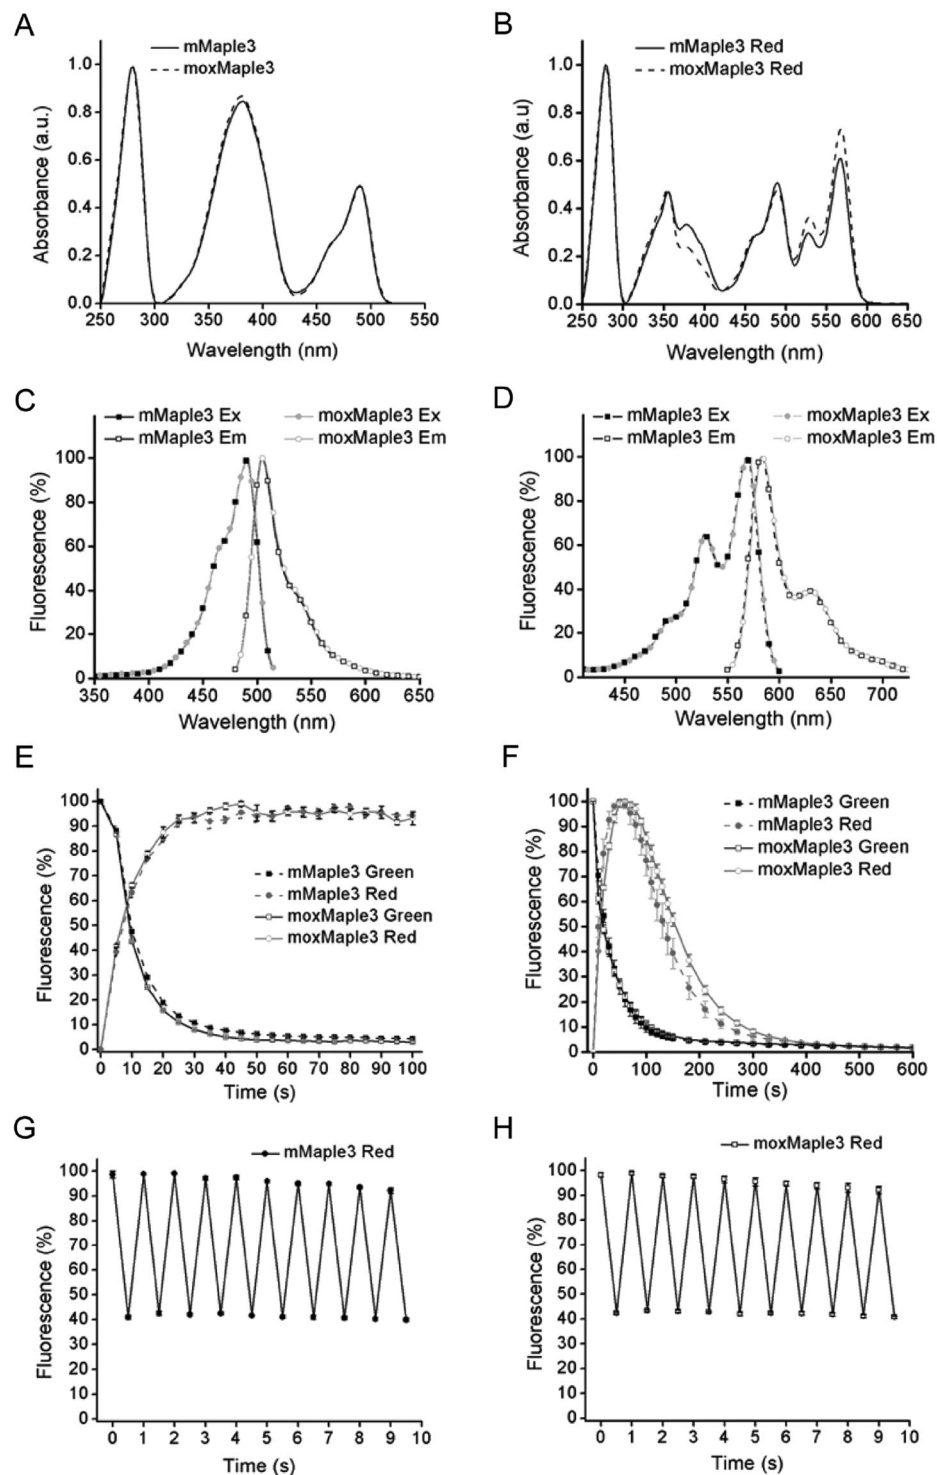 A
mMaple3
moxMaple3
Absorbance (a.u.)
1.0
0.8
0.6
0.4
0.2
0.0
250 300 350 400 450 500 550
Wavelength (nm)
B
mMaple3 Red
moxMaple3 Red
Absorbance (a.u)
1.0
0.8
0.6
0.4
0.2
0.0
250 300 350 400 450 500 550 600 650
Wavelength (nm)
C
mMaple3 Ex
moxMaple3 Ex
mMaple3 Em
moxMaple3 Em
Fluorescence (%)
100
80
60
40
20
0
350 400 450 500 550 600 650
Wavelength (nm)
D
mMaple3 Ex
moxMaple3 Ex
mMaple3 Em
moxMaple3 Em
Fluorescence (%)
100
80
60
40
20
0
450 500 550 600 650 700
Wavelength (nm)
E
Fluorescence (%)
100
90
80
70
60
50
40
30
20
10
0
mMaple3 Green
mMaple3 Red
moxMaple3 Green
moxMaple3 Red
0 10 20 30 40 50 60 70 80 90 100
Time (s)
F
Fluorescence (%)
100
90
80
70
60
50
40
30
20
10
0
mMaple3 Green
mMaple3 Red
moxMaple3 Green
moxMaple3 Red
0 100 200 300 400 500 600
Time (s)
G
mMaple3 Red
Fluorescence (%)
100
90
80
70
60
50
40
30
20
10
0
0 1 2 3 4 5 6 7 8 9 10
Time (s)
H
moxMaple3 Red
Fluorescence (%)
100
90
80
70
60
50
40
30
20
10
0
0 1 2 3 4 5 6 7 8 9 10
Time (s)